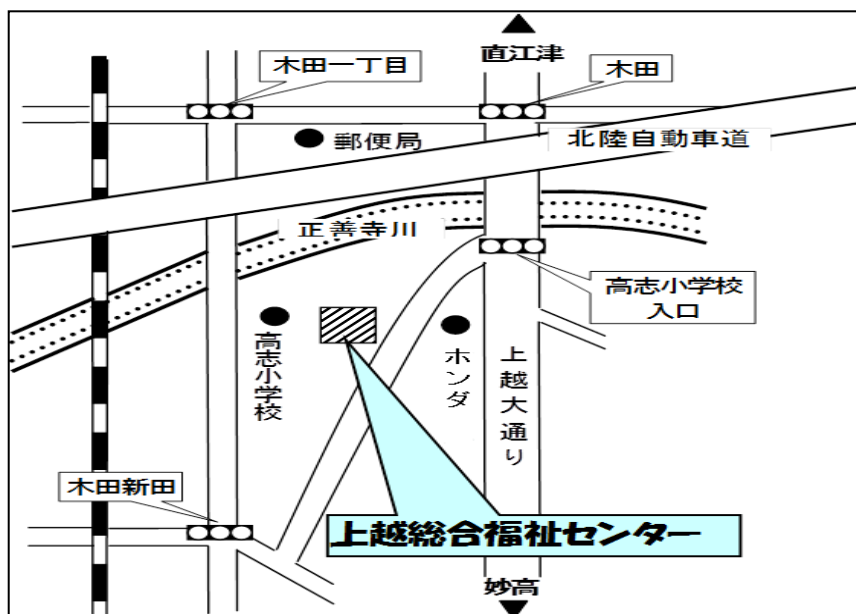 直江津
木田一丁目
木田
郵便局
北陸自動車道
正善寺川
高志小学校
入口
高志小学校
ホンダ
上越大通り
木田新田
上越総合福祉センター
妙高